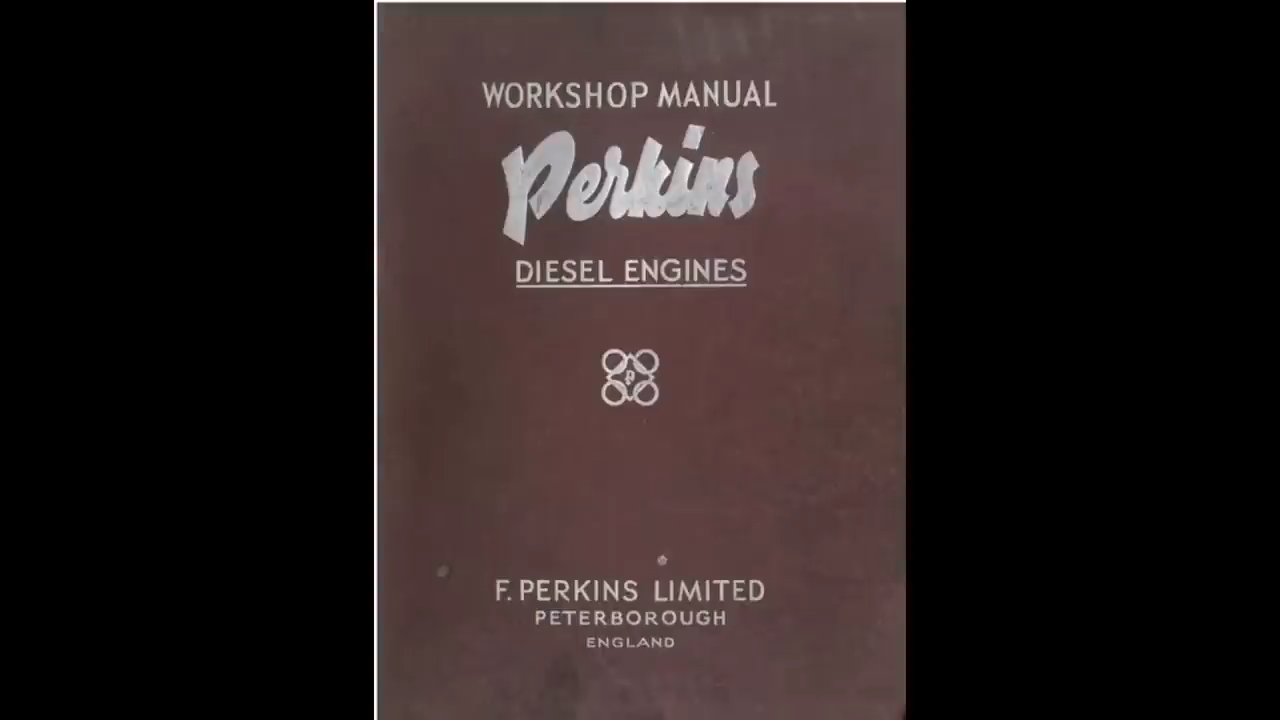 WORKSHOP MANUAL
Perkins
DIESEL ENGINES
P
F. PERKINS LIMITED
PETERBOROUGH
ENGLAND